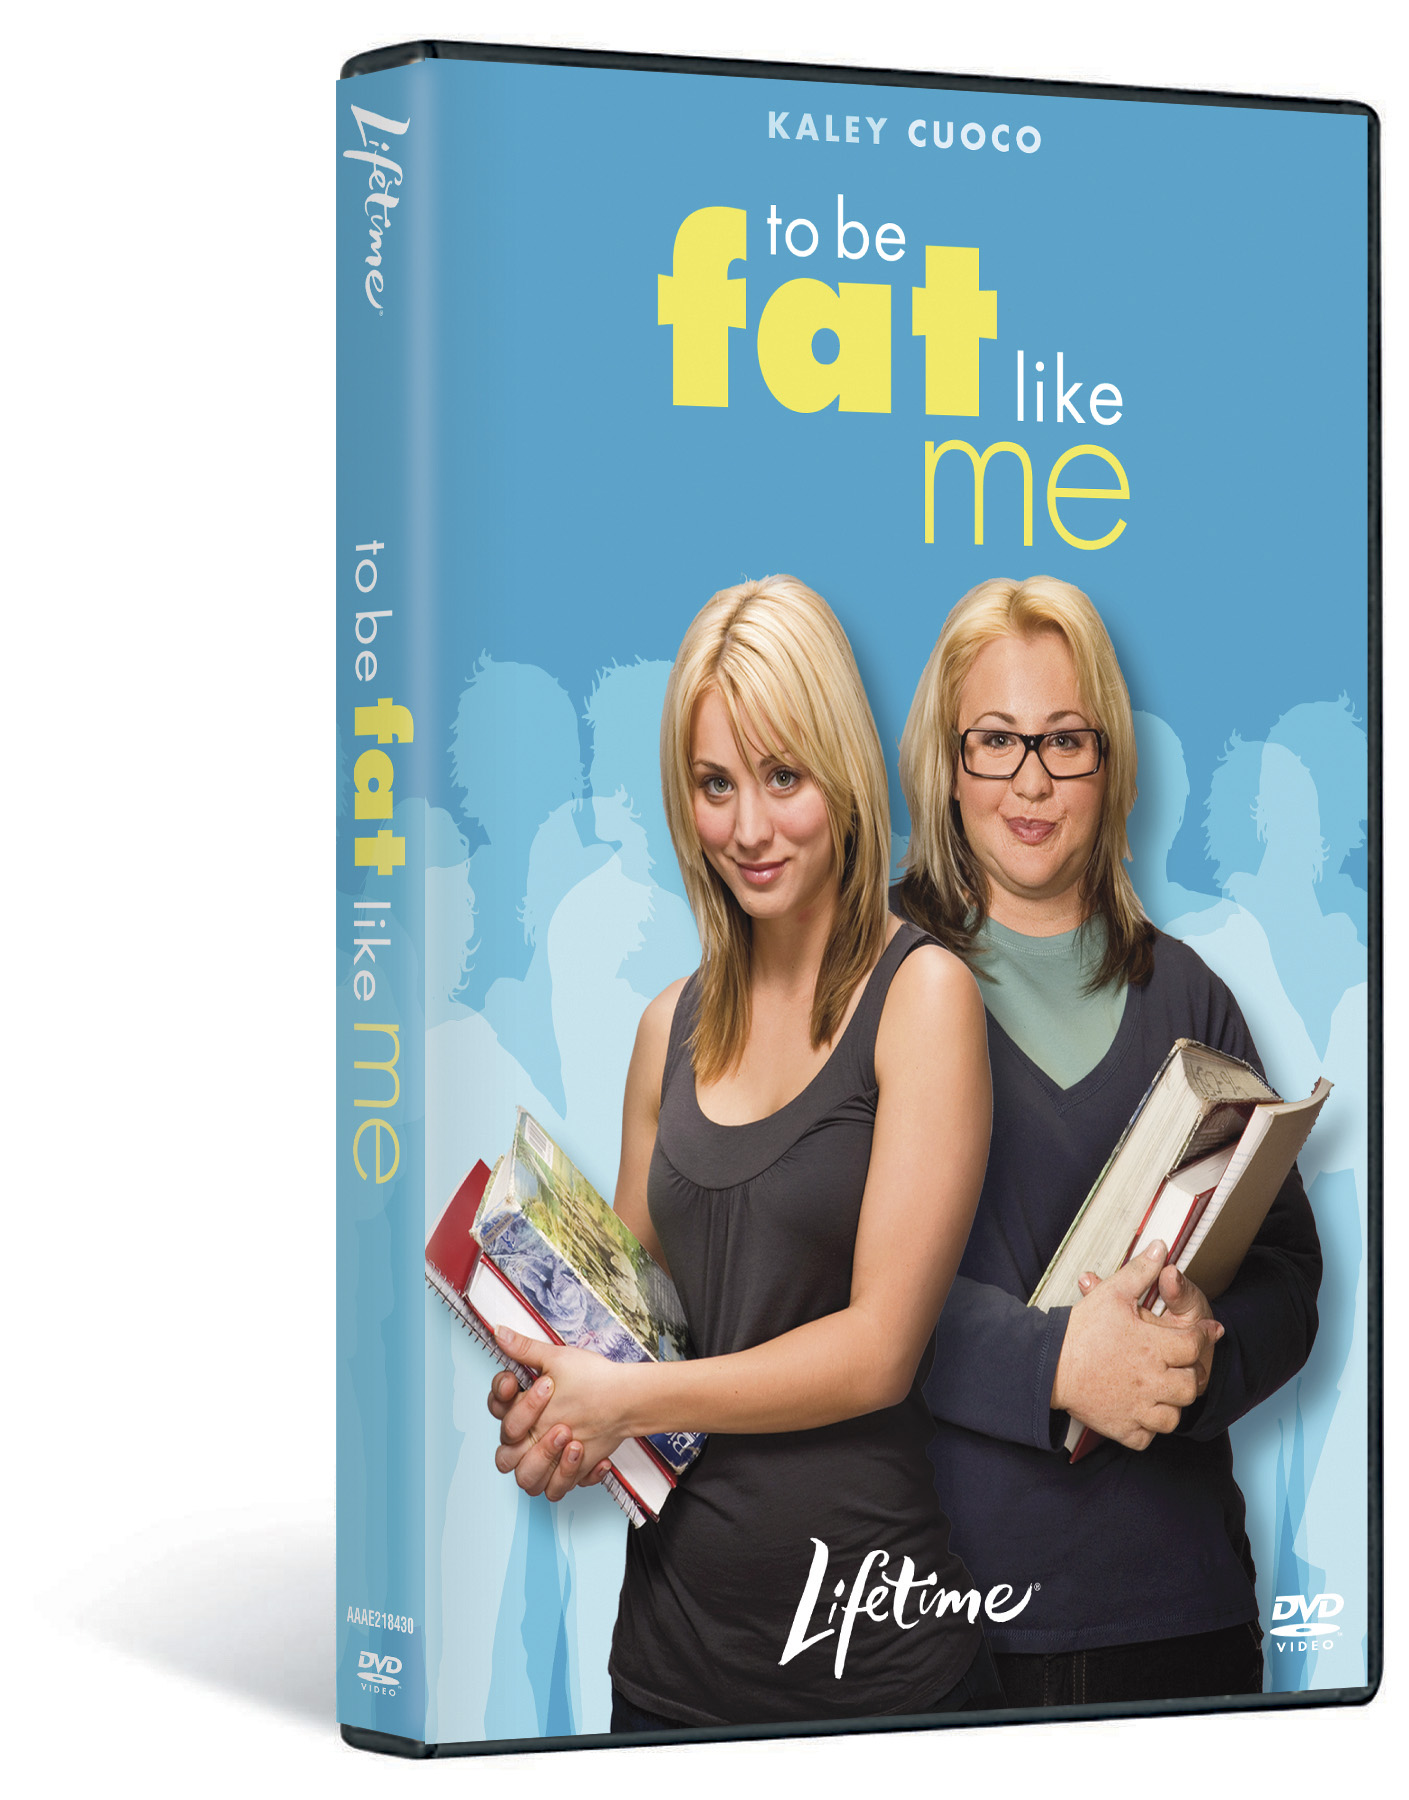 Lifetime®
to be fat like me
AAAE218430
DVD
VIDEO
KALEY CUOCO
to be
fat like
me
Lifetime®
DVD
VIDEO